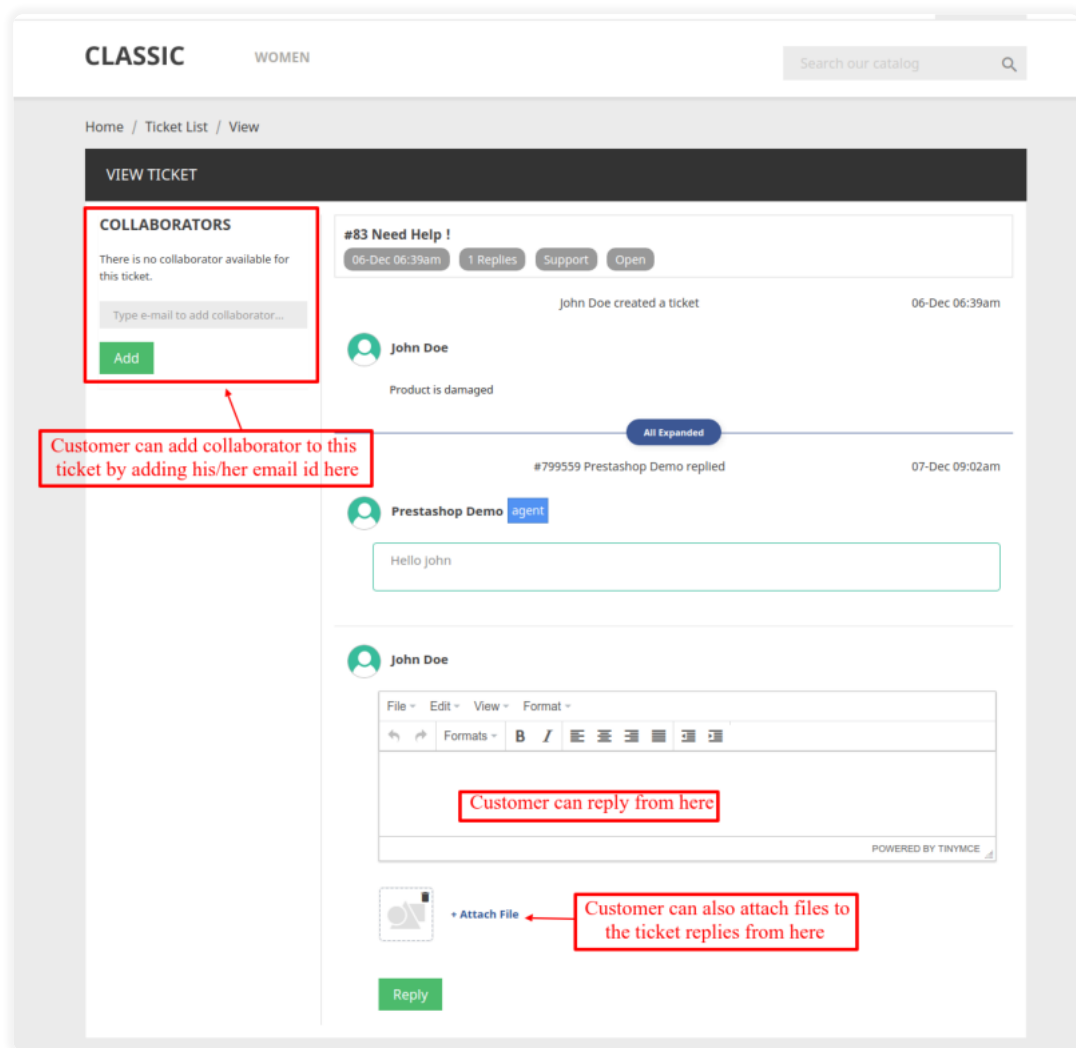 CLASSIC WOMEN Search our catalog
Home / Ticket List / View
VIEW TICKET
COLLABORATORS
There is no collaborator available for
this ticket.
Type e-mail to add collaborator...
Add
Customer can add collaborator to this
ticket by adding his/her email id here
#83 Need Help !
06-Dec 06:39am 1 Replies Support Open
John Doe created a ticket 06-Dec 06:39am
John Doe
Product is damaged
All Expanded
#799559 Prestashop Demo replied 07-Dec 09:02am
Prestashop Demo agent
Hello John
John Doe
File Edit View Format
Formats B I
Customer can reply from here
POWERED BY TINYMCE
+ Attach File
Customer can also attach files to
the ticket replies from here
Reply